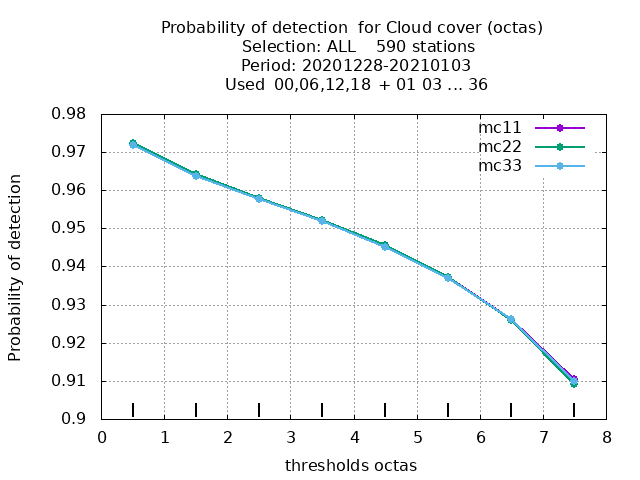 Probability of detection  for Cloud cover (octas)
Selection: ALL    590 stations
Period: 20201228-20210103
Used  00,06,12,18  + 01 03 ... 36
mc11
mc22
mc33
0.98
0.97
0.96
0.95
0.94
0.93
0.92
0.91
0.9
Probability of detection
0 1 2 3 4 5 6 7 8
thresholds octas